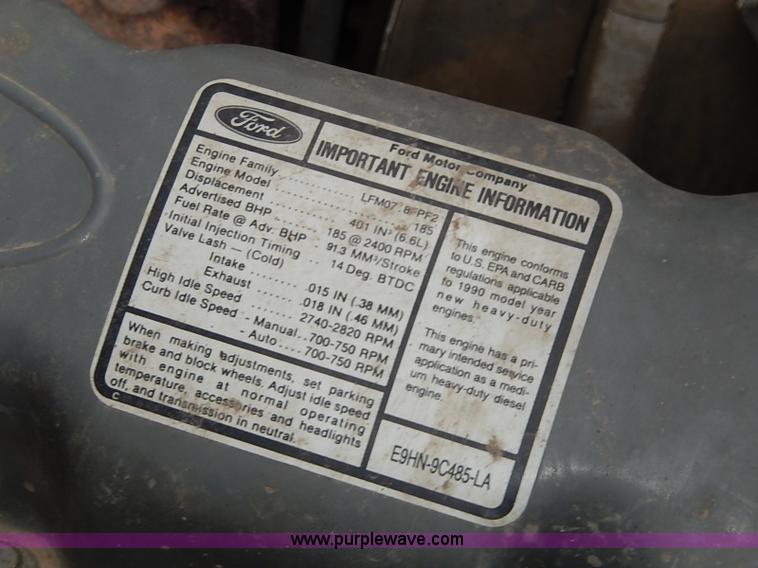 Ford
Ford Motor Company
IMPORTANT ENGINE INFORMATION
Engine Family ........ LFM07 8FPF2
Engine Model ........ 185
Displacement ........ 401 IN³ (6.6L)
Advertised BHP ..... 185 @ 2400 RPM
Fuel Rate @ Adv. BHP 91.3 MM³/Stroke
Initial Injection Timing .... 14 Deg. BTDC
Valve Lash — (Cold)
Intake ........ .015 IN (.38 MM)
Exhaust ........ .018 IN (.46 MM)
High Idle Speed ....... 2740-2820 RPM
Curb Idle Speed - Manual..700-750 RPM
- Auto.... 700-750 RPM
When making adjustments, set parking
brake and block wheels. Adjust idle speed
with engine at normal operating
temperature, accessories and headlights
off, and transmission in neutral.
C
This engine conforms
to U.S. EPA and CARB
regulations applicable
to 1990 model year
new heavy-duty
engines.
This engine has a pri-
mary intended service
application as a medi-
um heavy-duty diesel
engine.
E9HN-9C485-LA
www.purplewave.com